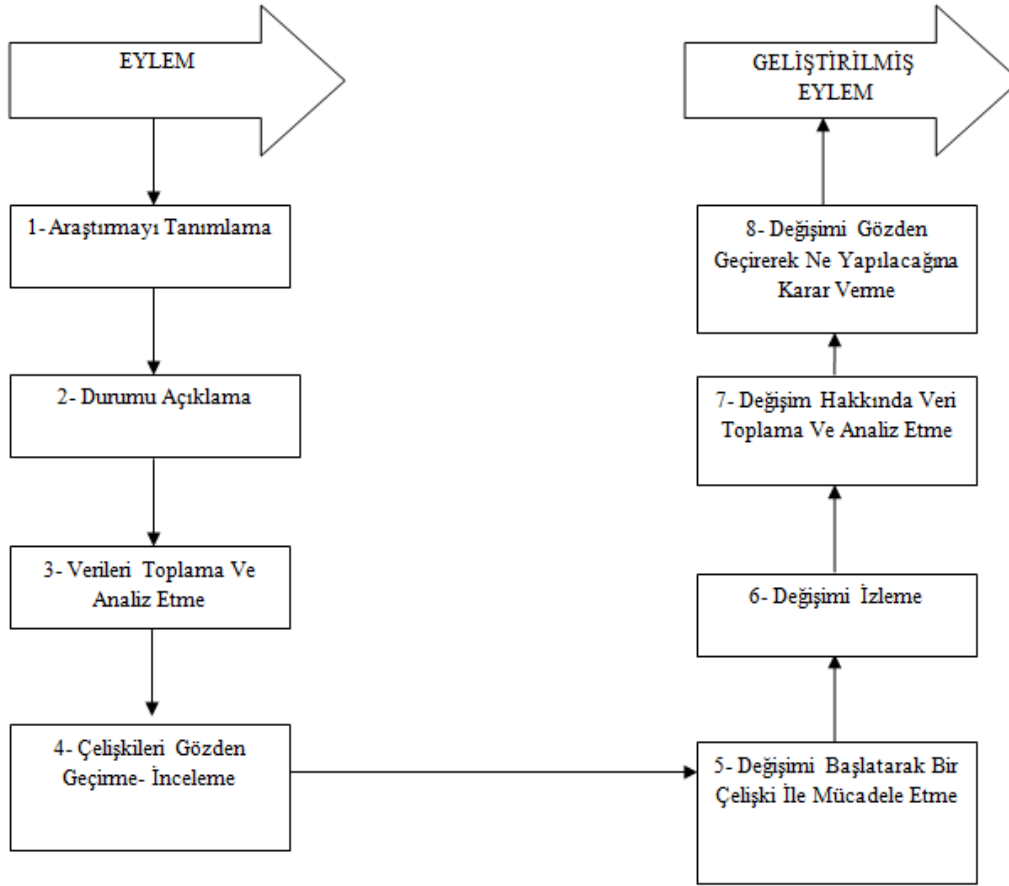 EYLEM
1- Araştırmayı Tanımlama
2- Durumu Açıklama
3- Verileri Toplama Ve
Analiz Etme
4- Çelişkileri Gözden
Geçirme- İnceleme
5- Değişimi Başlatarak Bir
Çelişki İle Mücadele Etme
6- Değişimi İzleme
7- Değişim Hakkında Veri
Toplama Ve Analiz Etme
8- Değişimi Gözden
Geçirerek Ne Yapılacağına
Karar Verme
GELİŞTİRİLMİŞ
EYLEM